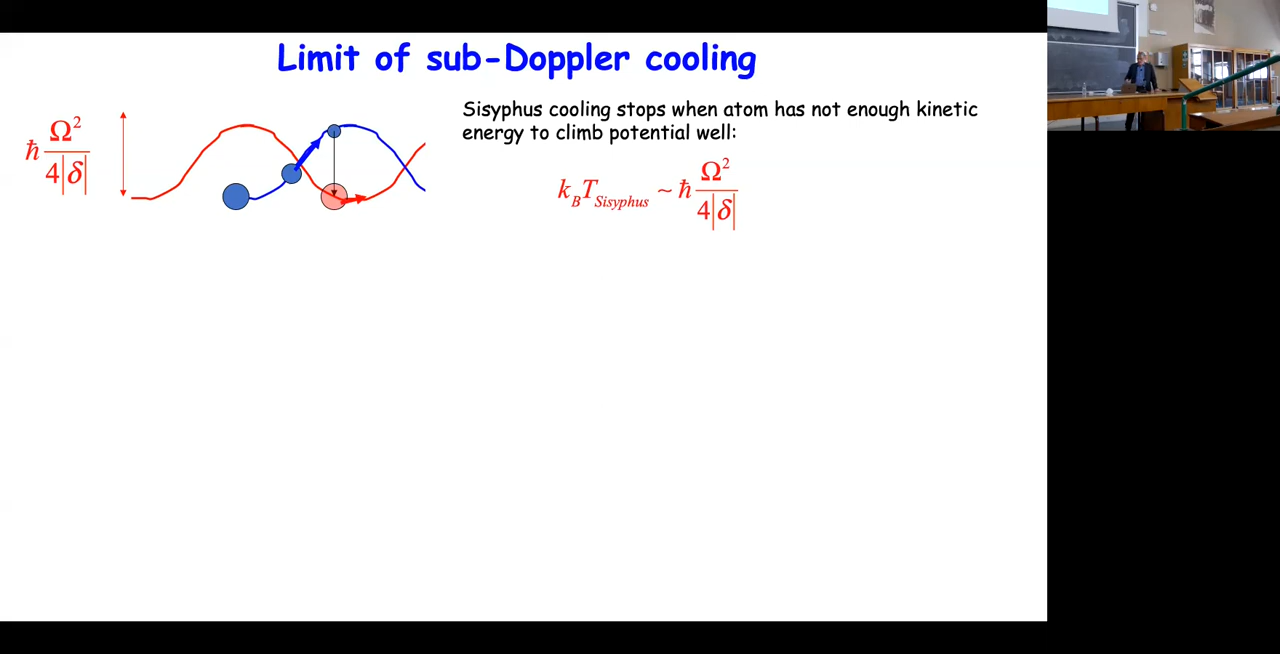 Limit of sub-Doppler cooling
ħ Ω² / 4|δ|
Sisyphus cooling stops when atom has not enough kinetic
energy to climb potential well:
k_B T_Sisyphus ~ ħ Ω² / 4|δ|